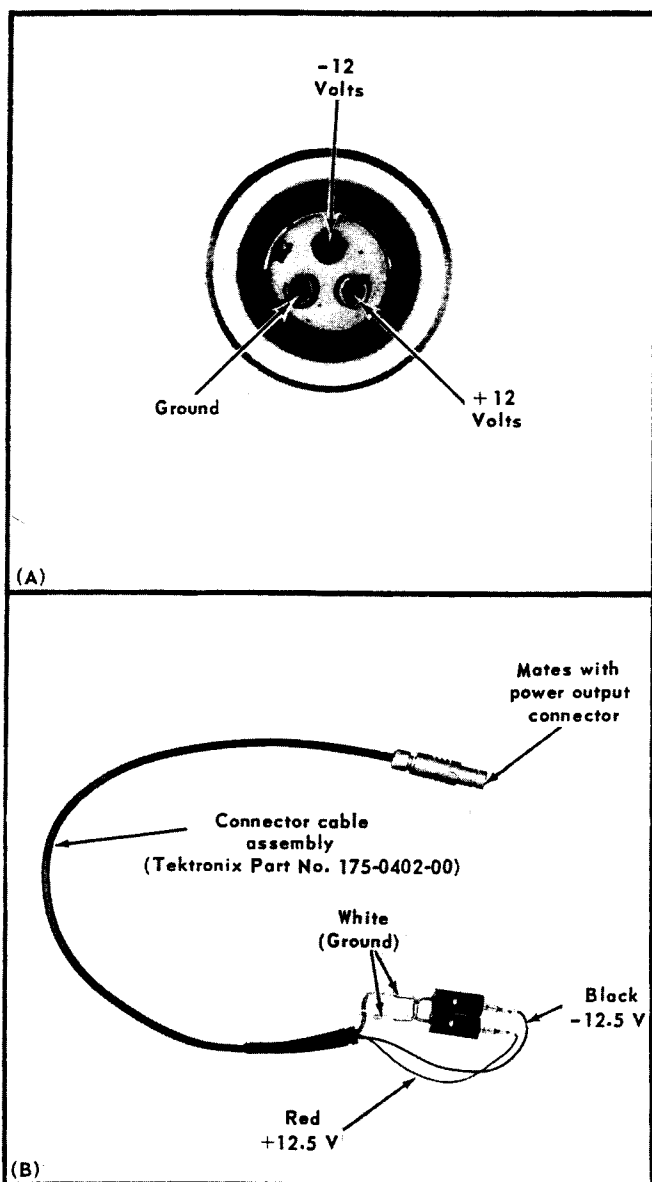 -12
Volts
Ground
+12
Volts
(A)
Mates with
power output
connector
Connector cable
assembly
(Tektronix Part No. 175-0402-00)
White
(Ground)
Black
-12.5 V
Red
+12.5 V
(B)